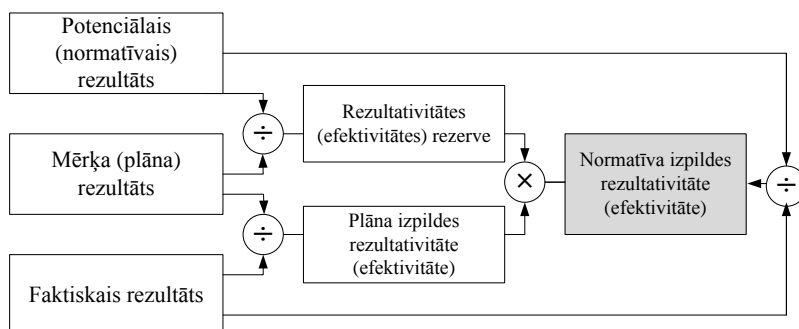 Potenciālais
(normatīvais)
rezultāts
Mērķa (plāna)
rezultāts
Faktiskais rezultāts
÷
÷
Rezultativitātes
(efektivitātes) rezerve
Plāna izpildes
rezultativitāte
(efektivitāte)
×
Normatīva izpildes
rezultativitāte
(efektivitāte)
÷